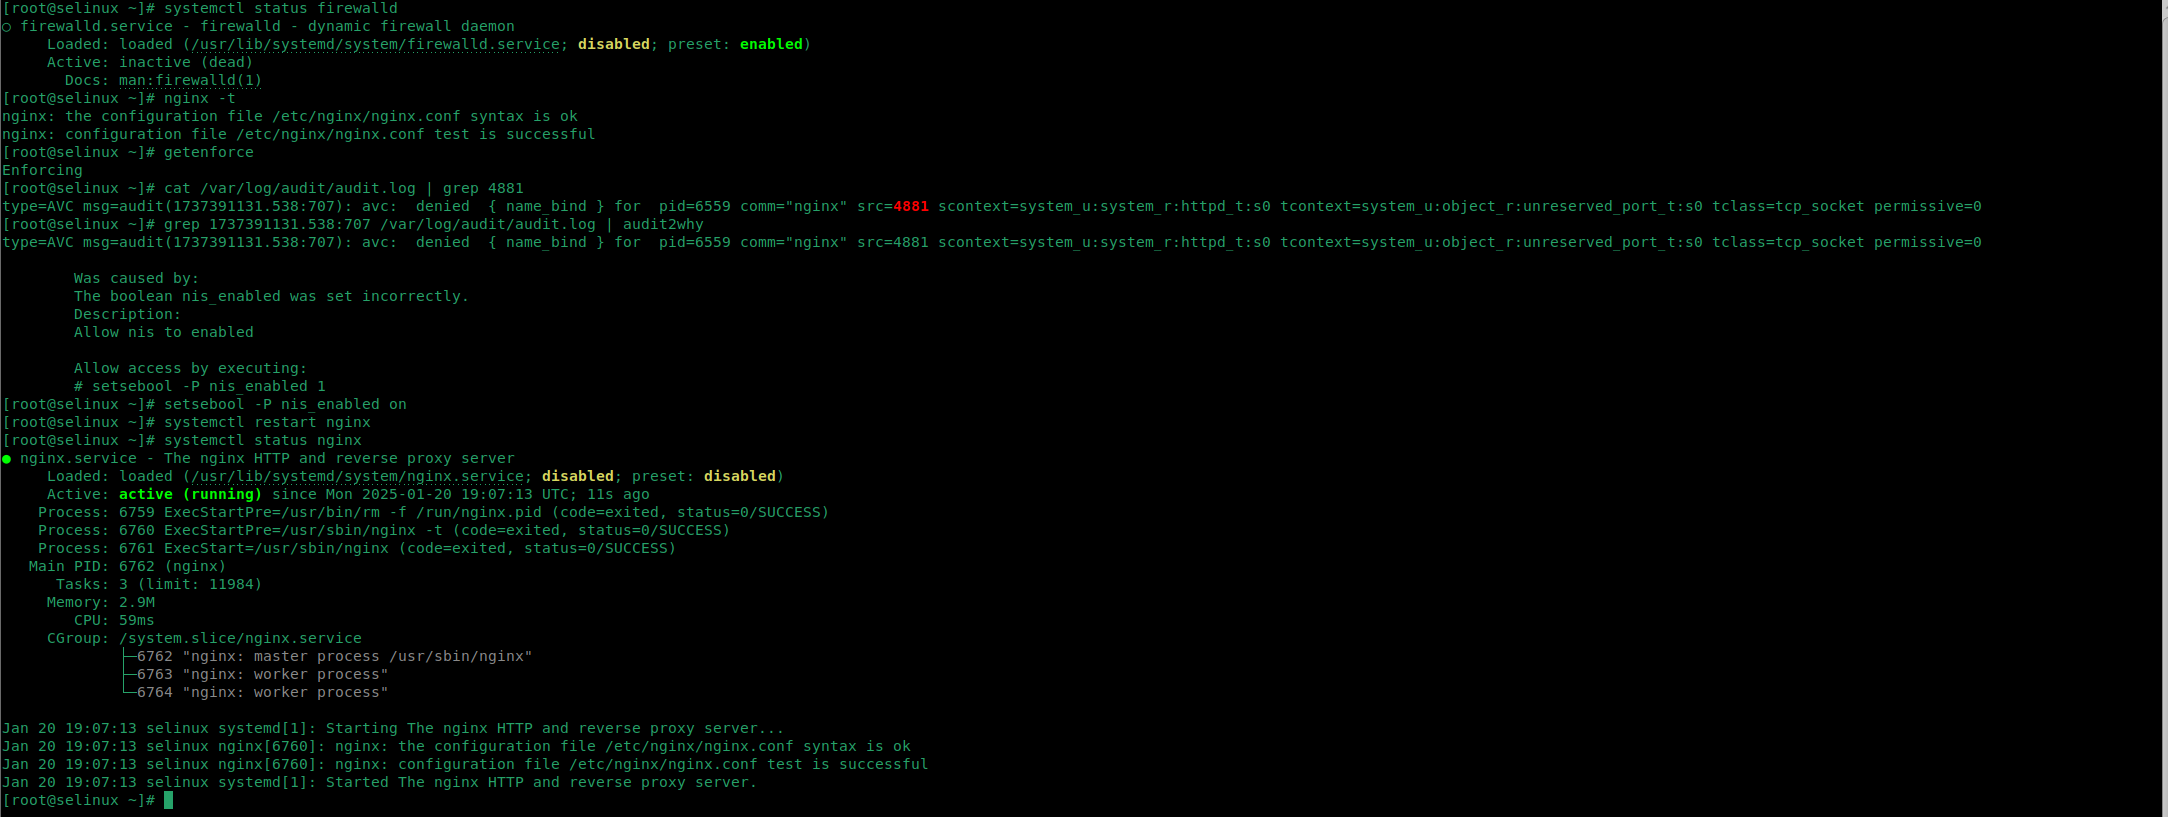 [root@selinux ~]# systemctl status firewalld
○ firewalld.service - firewalld - dynamic firewall daemon
     Loaded: loaded (/usr/lib/systemd/system/firewalld.service; disabled; preset: enabled)
     Active: inactive (dead)
       Docs: man:firewalld(1)
[root@selinux ~]# nginx -t
nginx: the configuration file /etc/nginx/nginx.conf syntax is ok
nginx: configuration file /etc/nginx/nginx.conf test is successful
[root@selinux ~]# getenforce
Enforcing
[root@selinux ~]# cat /var/log/audit/audit.log | grep 4881
type=AVC msg=audit(1737391131.538:707): avc:  denied  { name_bind } for  pid=6559 comm="nginx" src=4881 scontext=system_u:system_r:httpd_t:s0 tcontext=system_u:object_r:unreserved_port_t:s0 tclass=tcp_socket permissive=0
[root@selinux ~]# grep 1737391131.538:707 /var/log/audit/audit.log | audit2why
type=AVC msg=audit(1737391131.538:707): avc:  denied  { name_bind } for  pid=6559 comm="nginx" src=4881 scontext=system_u:system_r:httpd_t:s0 tcontext=system_u:object_r:unreserved_port_t:s0 tclass=tcp_socket permissive=0

        Was caused by:
        The boolean nis_enabled was set incorrectly.
        Description:
        Allow nis to enabled

        Allow access by executing:
        # setsebool -P nis_enabled 1
[root@selinux ~]# setsebool -P nis_enabled on
[root@selinux ~]# systemctl restart nginx
[root@selinux ~]# systemctl status nginx
● nginx.service - The nginx HTTP and reverse proxy server
     Loaded: loaded (/usr/lib/systemd/system/nginx.service; disabled; preset: disabled)
     Active: active (running) since Mon 2025-01-20 19:07:13 UTC; 11s ago
    Process: 6759 ExecStartPre=/usr/bin/rm -f /run/nginx.pid (code=exited, status=0/SUCCESS)
    Process: 6760 ExecStartPre=/usr/sbin/nginx -t (code=exited, status=0/SUCCESS)
    Process: 6761 ExecStart=/usr/sbin/nginx (code=exited, status=0/SUCCESS)
   Main PID: 6762 (nginx)
      Tasks: 3 (limit: 11984)
     Memory: 2.9M
        CPU: 59ms
     CGroup: /system.slice/nginx.service
             ├─6762 "nginx: master process /usr/sbin/nginx"
             ├─6763 "nginx: worker process"
             └─6764 "nginx: worker process"

Jan 20 19:07:13 selinux systemd[1]: Starting The nginx HTTP and reverse proxy server...
Jan 20 19:07:13 selinux nginx[6760]: nginx: the configuration file /etc/nginx/nginx.conf syntax is ok
Jan 20 19:07:13 selinux nginx[6760]: nginx: configuration file /etc/nginx/nginx.conf test is successful
Jan 20 19:07:13 selinux systemd[1]: Started The nginx HTTP and reverse proxy server.
[root@selinux ~]#